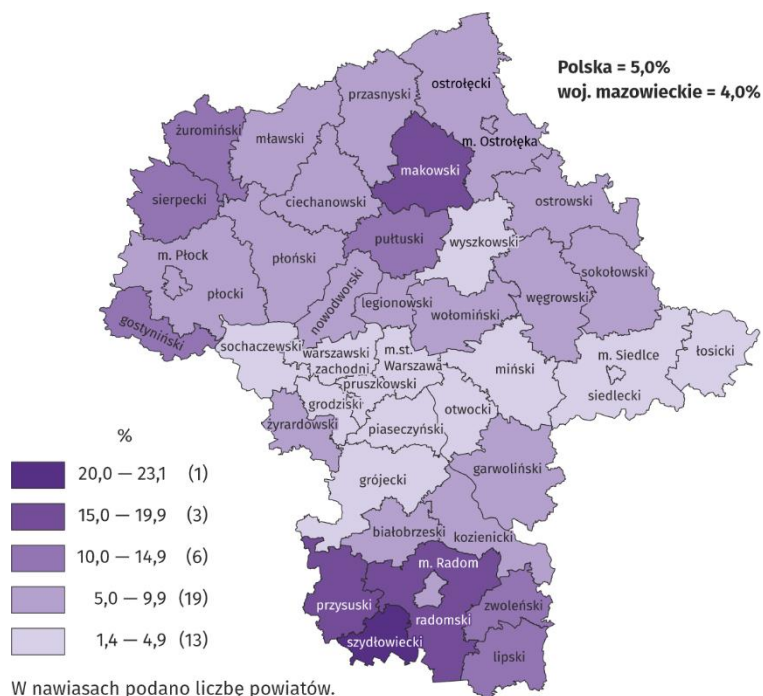 Polska = 5,0%
woj. mazowieckie = 4,0%
ostrołęcki
przasnyski
żuromiński
mławski
m. Ostrołęka
makowski
sierpecki
ciechanowski
ostrowski
pułtuski
wyszkowski
m. Płock
płoński
sokołowski
płocki
nowodworski
legionowski
wołomiński
węgrowski
gostyniński
sochaczewski
warszawski
zachodni
m.st.
Warszawa
miński
m. Siedlce
łosicki
pruszkowski
siedlecki
grodziski
otwocki
piaseczyński
żyrardowski
garwoliński
grójecki
białobrzeski
kozienicki
m. Radom
przysuski
radomski
zwoleński
szydłowiecki
lipski
%
20,0 — 23,1 (1)
15,0 — 19,9 (3)
10,0 — 14,9 (6)
5,0 — 9,9 (19)
1,4 — 4,9 (13)
W nawiasach podano liczbę powiatów.